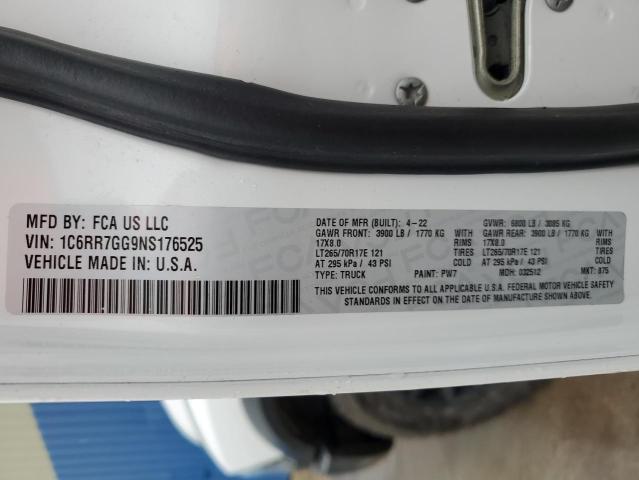 MFD BY: FCA US LLC
VIN: 1C6RR7GG9NS176525
VEHICLE MADE IN: U.S.A.
DATE OF MFR (BUILT): 4-22 GVWR: 6800 LB / 3085 KG
GAWR FRONT: 3900 LB / 1770 KG WITH GAWR REAR: 3900 LB / 1770 KG WITH
17X8.0 RIMS 17X8.0 RIMS
LT265/70R17E 121 TIRES LT265/70R17E 121 TIRES
AT 295 kPa / 43 PSI COLD AT 295 kPa / 43 PSI COLD
TYPE: TRUCK PAINT: PW7 MDH: 032512 MKT: 875
THIS VEHICLE CONFORMS TO ALL APPLICABLE U.S.A. FEDERAL MOTOR VEHICLE SAFETY
STANDARDS IN EFFECT ON THE DATE OF MANUFACTURE SHOWN ABOVE.